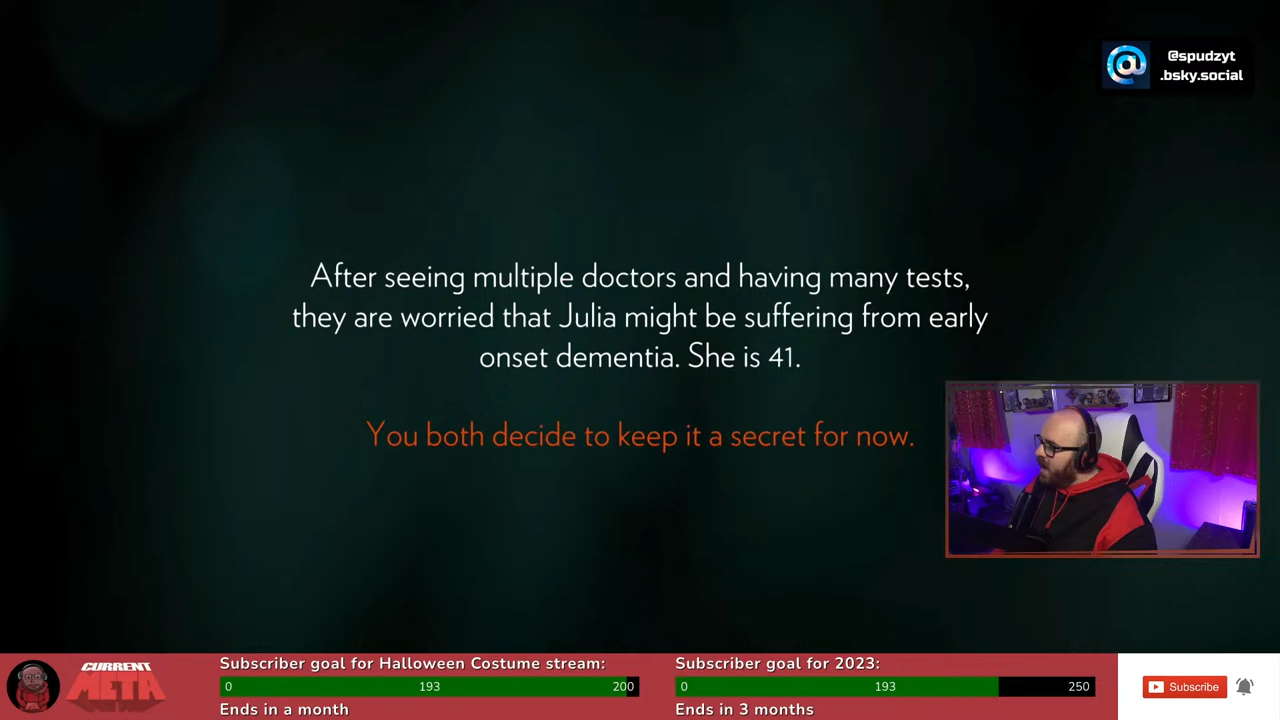 @spudzyt
.bsky.social
After seeing multiple doctors and having many tests,
they are worried that Julia might be suffering from early
onset dementia. She is 41.
You both decide to keep it a secret for now.
CURRENT
META
Subscriber goal for Halloween Costume stream:
0 193 200
Ends in a month
Subscriber goal for 2023:
0 193 250
Ends in 3 months
Subscribe